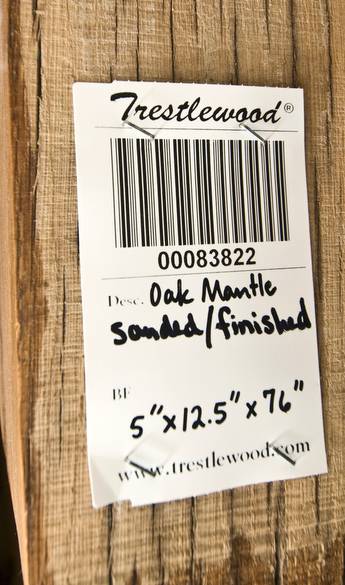 Trestlewood®
00083822
Desc. Oak Mantle
sanded/finished
BF
5"x12.5"x76"
www.trestlewood.com